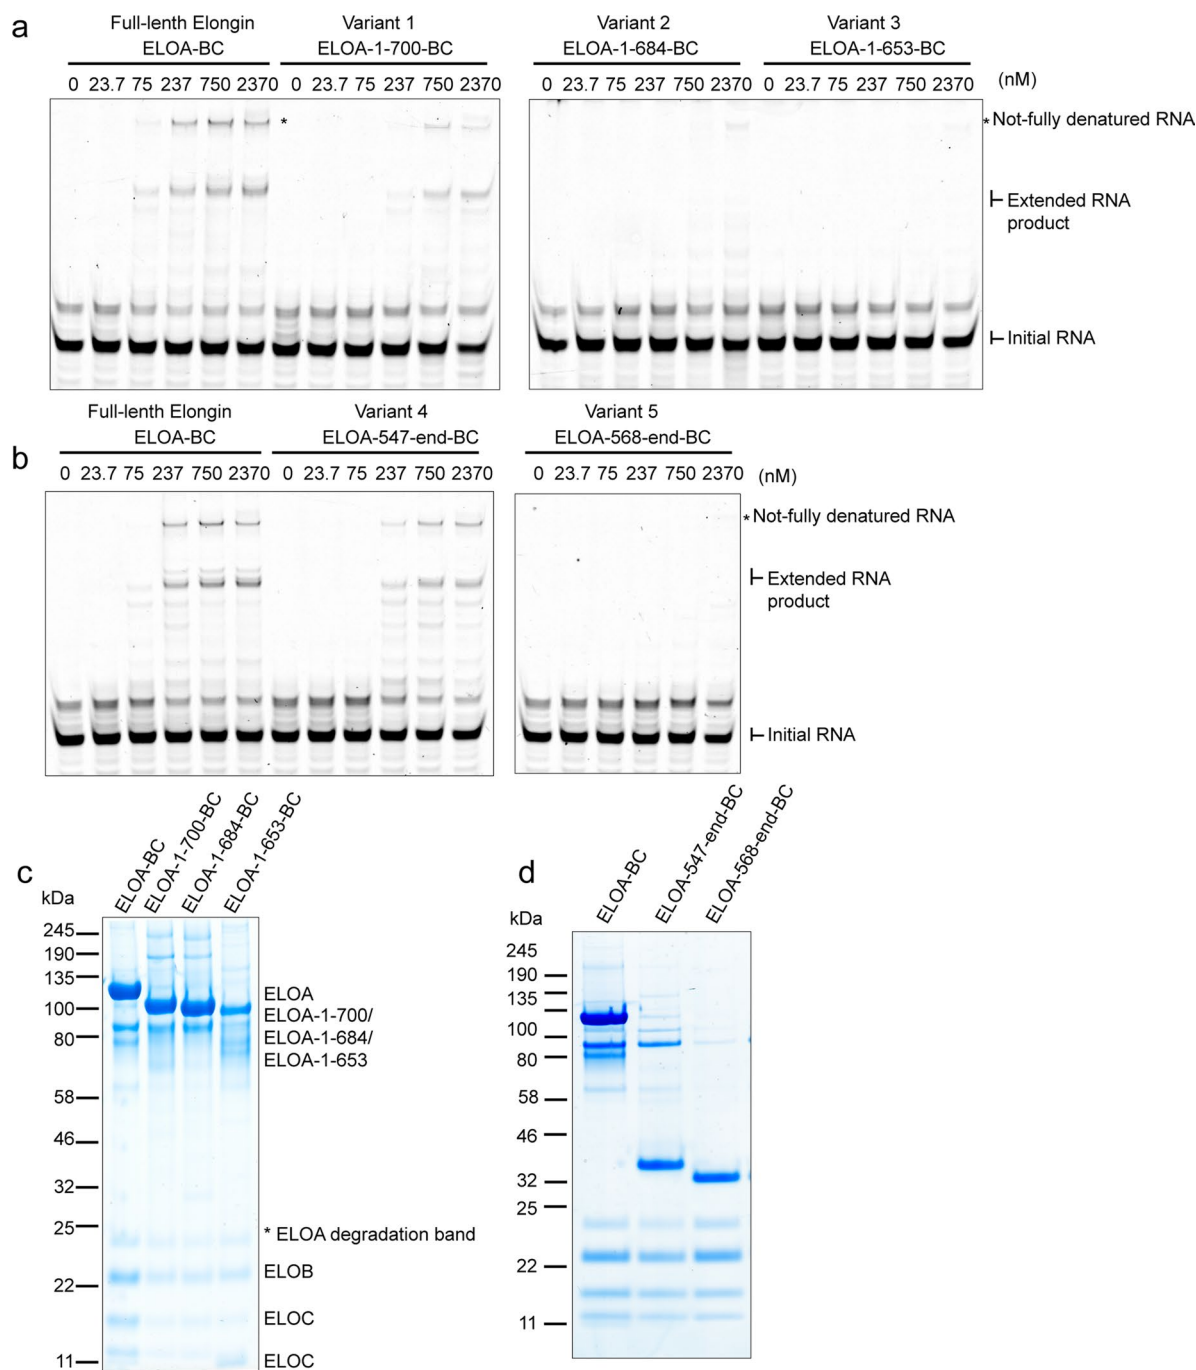 a
Full-lenth Elongin
ELOA-BC
Variant 1
ELOA-1-700-BC
Variant 2
ELOA-1-684-BC
Variant 3
ELOA-1-653-BC
0 23.7 75 237 750 2370 0 23.7 75 237 750 2370
0 23.7 75 237 750 2370 0 23.7 75 237 750 2370 (nM)
*
* Not-fully denatured RNA
Extended RNA
product
Initial RNA
b
Full-lenth Elongin
ELOA-BC
Variant 4
ELOA-547-end-BC
Variant 5
ELOA-568-end-BC
0 23.7 75 237 750 2370 0 23.7 75 237 750 2370
0 23.7 75 237 750 2370 (nM)
* Not-fully denatured RNA
Extended RNA
product
Initial RNA
c
kDa
ELOA-BC
ELOA-1-700-BC
ELOA-1-684-BC
ELOA-1-653-BC
245
190
135
100
80
58
46
32
25
22
11
ELOA
ELOA-1-700/
ELOA-1-684/
ELOA-1-653
* ELOA degradation band
ELOB
ELOC
ELOC
d
kDa
ELOA-BC
ELOA-547-end-BC
ELOA-568-end-BC
245
190
135
100
80
58
46
32
25
22
11